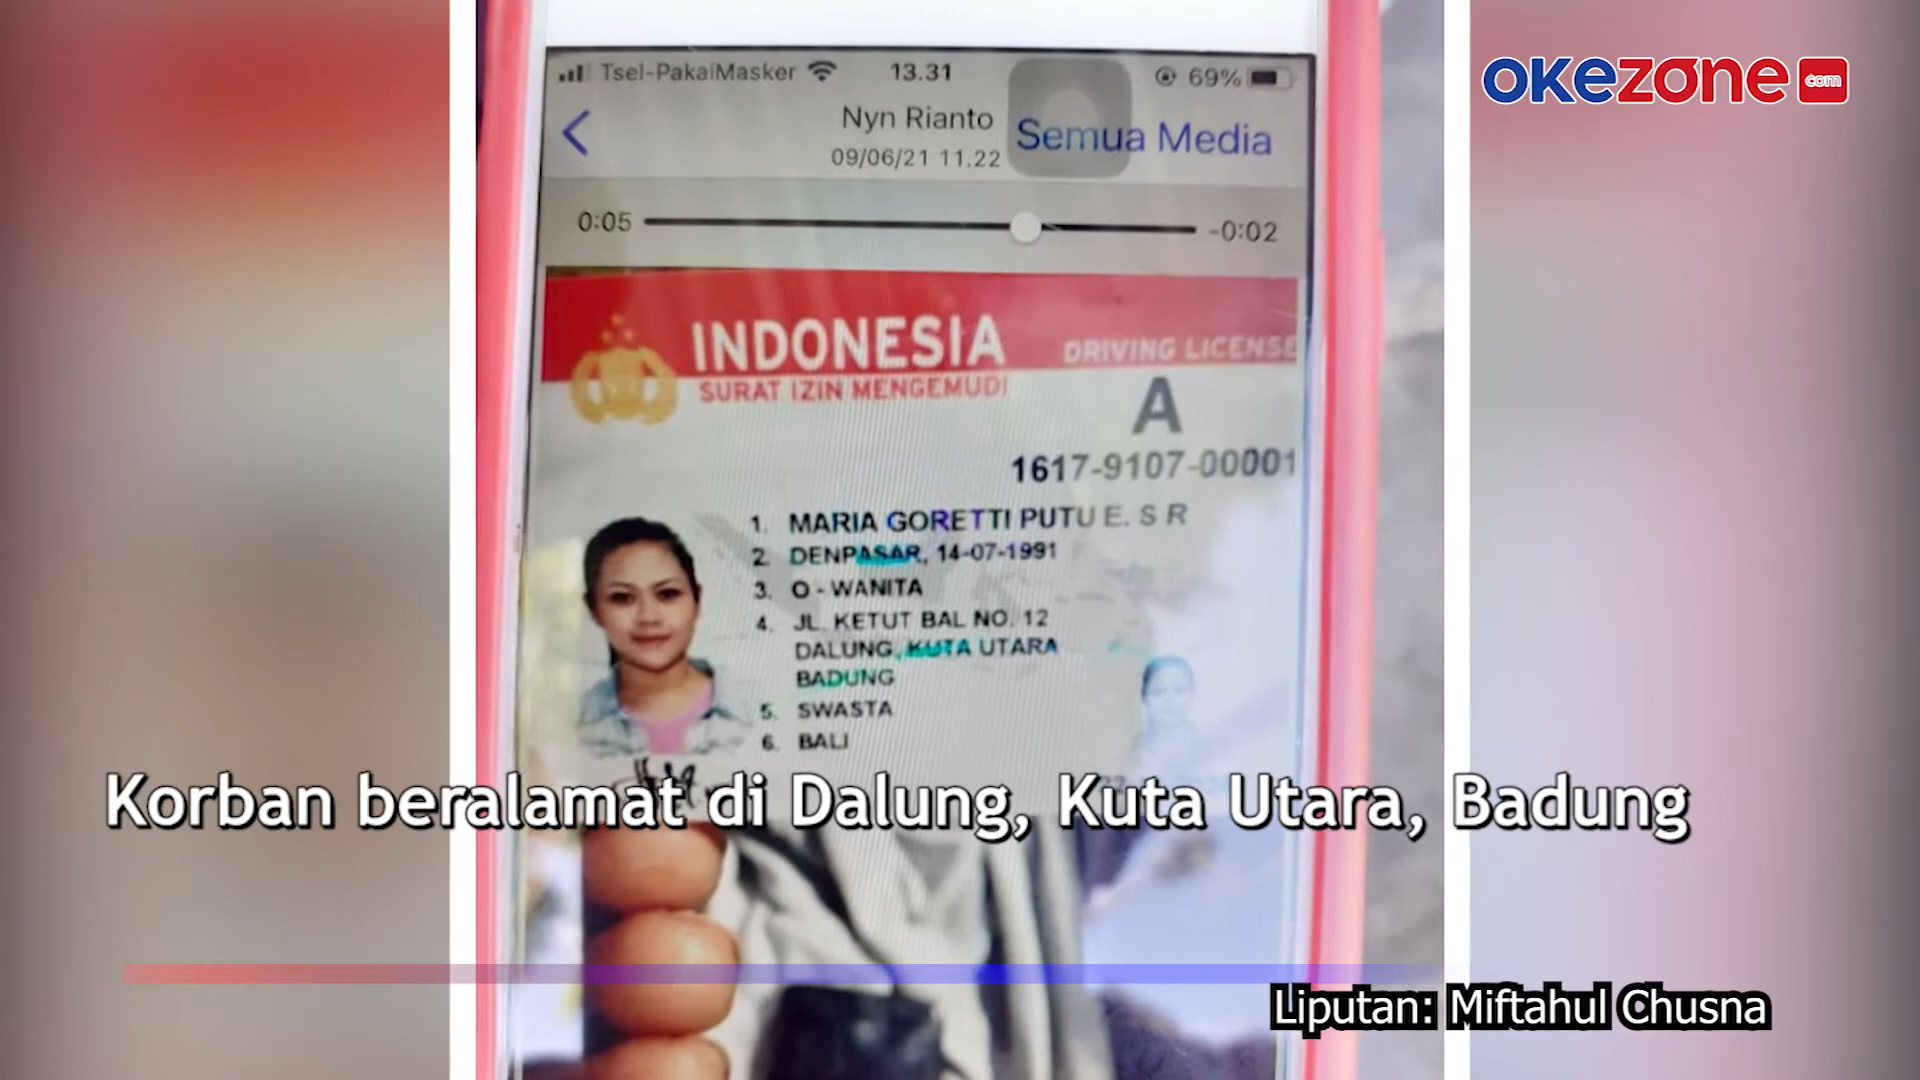 okezone.com
Tsel-PakaiMasker 13.31 69%
Nyn Rianto
09/06/21 11.22
Semua Media
0:05 -0:02
INDONESIA
DRIVING LICENSE
SURAT IZIN MENGEMUDI
A
1617-9107-00001
1. MARIA GORETTI PUTU E. S R
2. DENPASAR, 14-07-1991
3. O - WANITA
4. JL. KETUT BAL NO. 12
DALUNG, KUTA UTARA
BADUNG
5. SWASTA
6. BALI
Korban beralamat di Dalung, Kuta Utara, Badung
Liputan: Miftahul Chusna